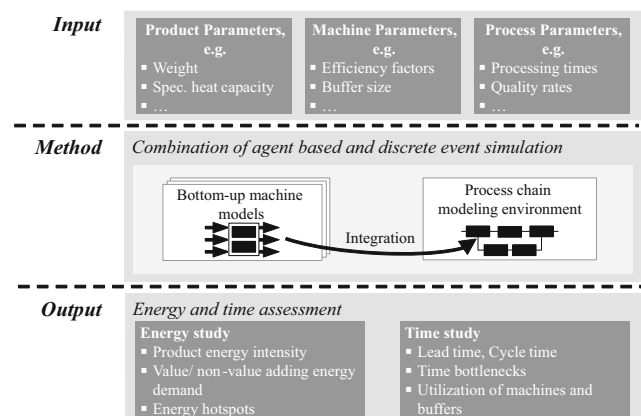 Input
Product Parameters,
e.g.
▪ Weight
▪ Spec. heat capacity
▪ …
Machine Parameters,
e.g.
▪ Efficiency factors
▪ Buffer size
▪ …
Process Parameters,
e.g.
▪ Processing times
▪ Quality rates
▪ …
Method
Combination of agent based and discrete event simulation
Bottom-up machine
models
Integration
Process chain
modeling environment
Output
Energy and time assessment
Energy study
▪ Product energy intensity
▪ Value/ non-value adding energy
demand
▪ Energy hotspots
Time study
▪ Lead time, Cycle time
▪ Time bottlenecks
▪ Utilization of machines and
buffers